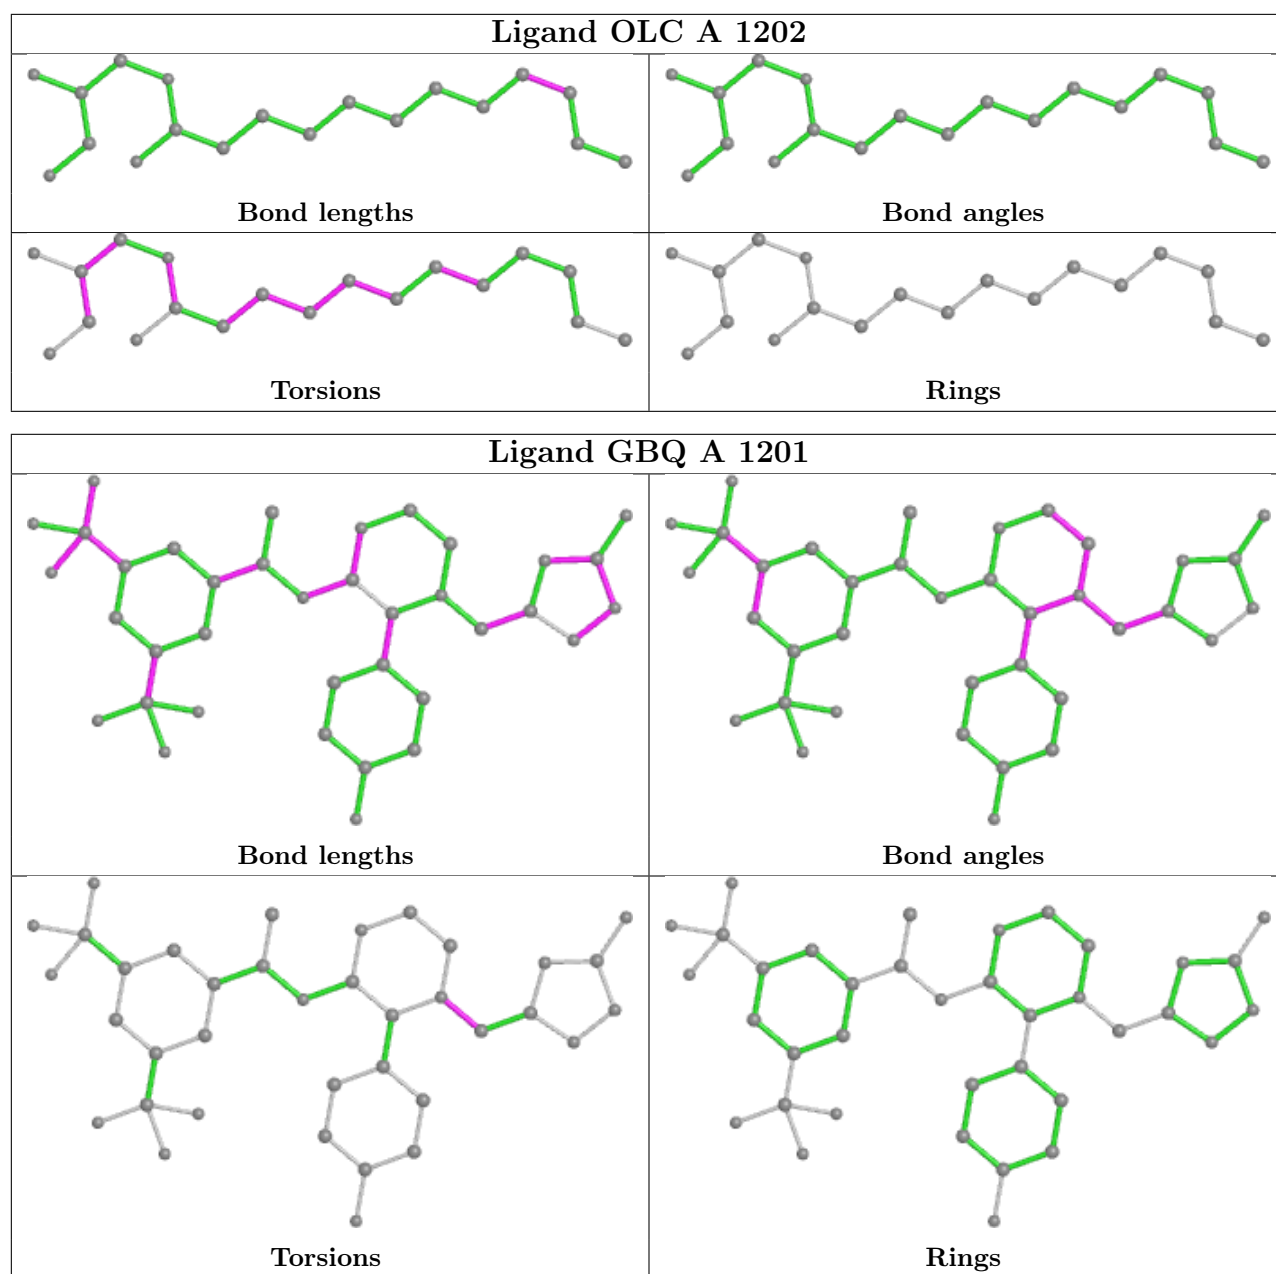 Ligand OLC A 1202
Bond lengths
Bond angles
Torsions
Rings
Ligand GBQ A 1201
Bond lengths
Bond angles
Torsions
Rings